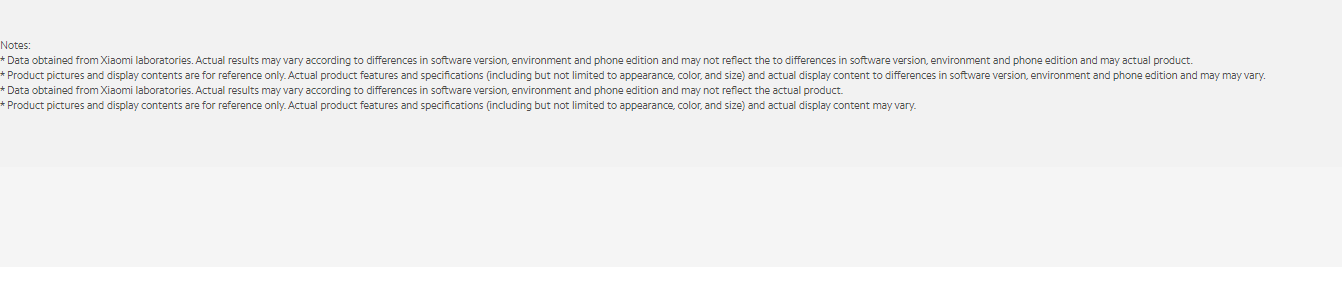 Notes:
* Data obtained from Xiaomi laboratories. Actual results may vary according to differences in software version, environment and phone edition and may not reflect the to differences in software version, environment and phone edition and may actual product.
* Product pictures and display contents are for reference only. Actual product features and specifications (including but not limited to appearance, color, and size) and actual display content to differences in software version, environment and phone edition and may may vary.
* Data obtained from Xiaomi laboratories. Actual results may vary according to differences in software version, environment and phone edition and may not reflect the actual product.
* Product pictures and display contents are for reference only. Actual product features and specifications (including but not limited to appearance, color, and size) and actual display content may vary.